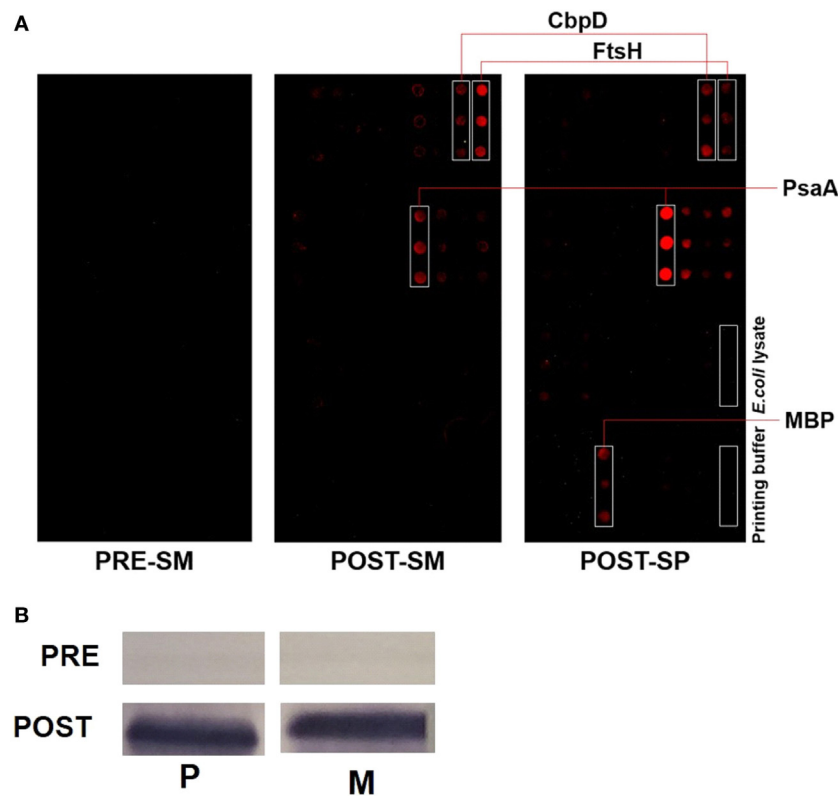 A
CbpD
FtsH
PsaA
E.coli lysate
MBP
Printing buffer
PRE-SM
POST-SM
POST-SP
B
PRE
POST
P
M